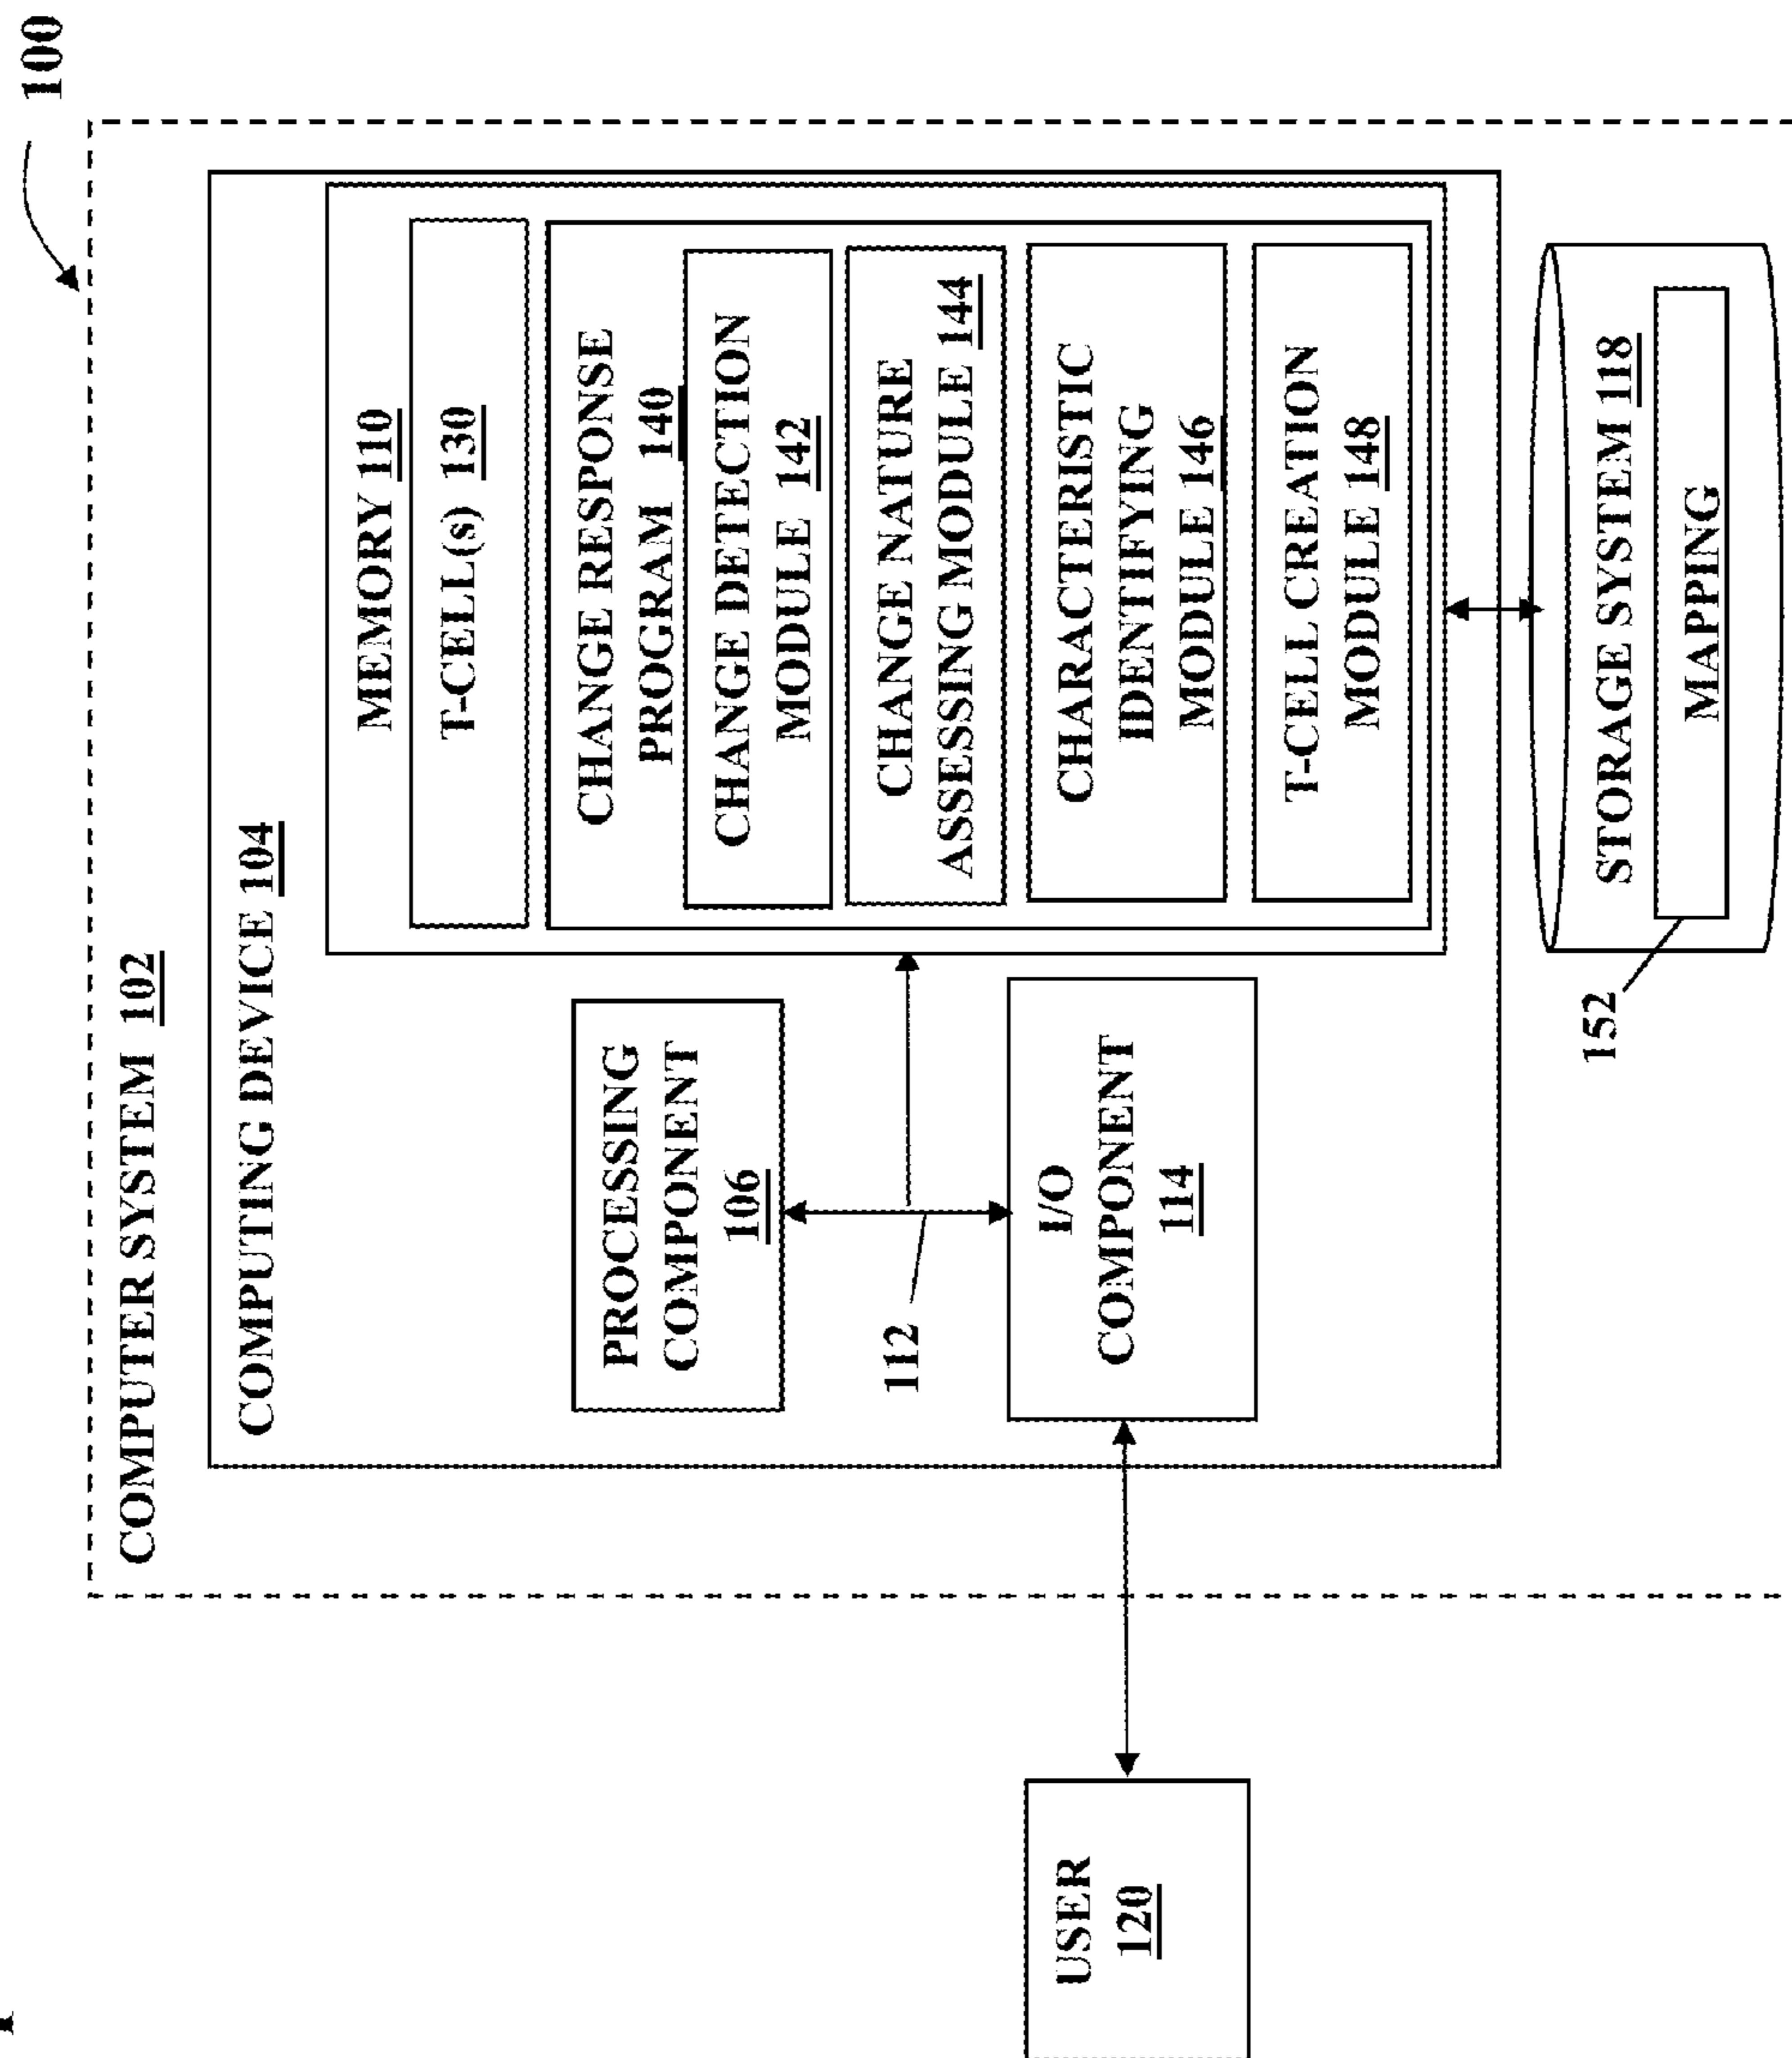 100
COMPUTER SYSTEM 102
COMPUTING DEVICE 104
PROCESSING
COMPONENT
106
112
I/O
COMPONENT
114
MEMORY 110
T-CELL(s) 130
CHANGE RESPONSE
PROGRAM 140
CHANGE DETECTION
MODULE 142
CHANGE NATURE
ASSESSING MODULE 144
CHARACTERISTIC
IDENTIFYING
MODULE 146
T-CELL CREATION
MODULE 148
USER
120
STORAGE SYSTEM 118
MAPPING
152